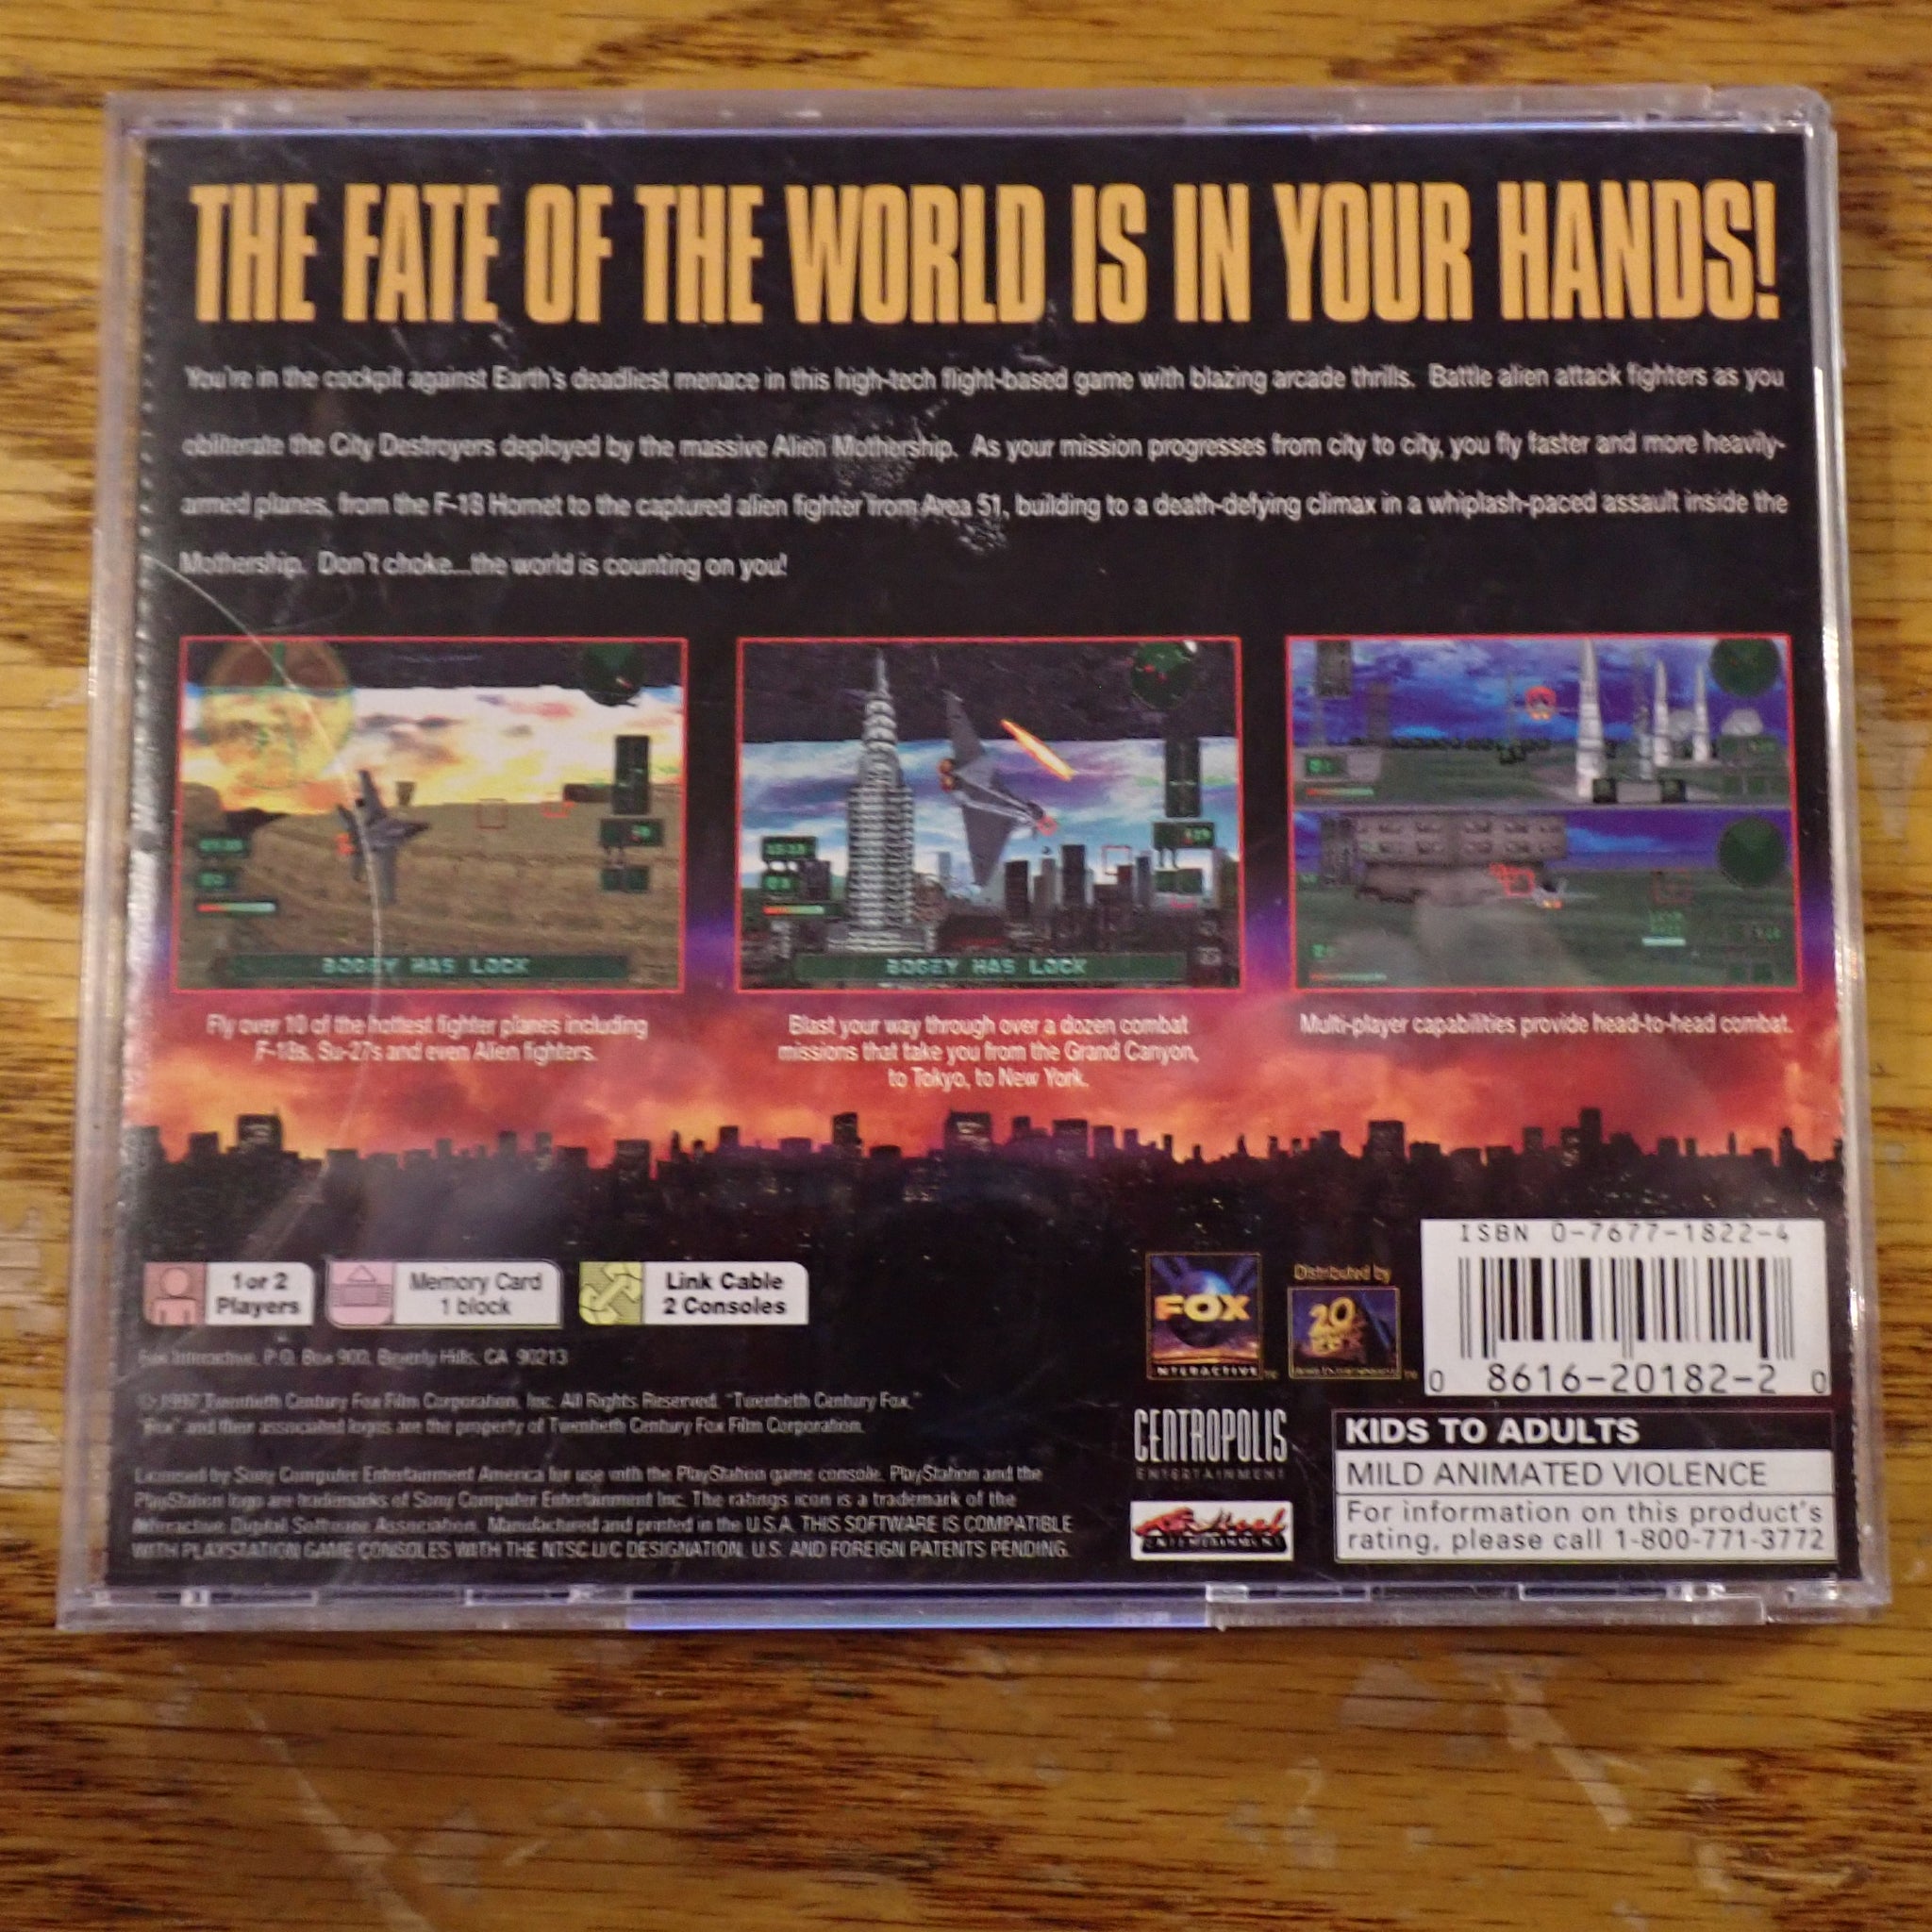 THE FATE OF THE WORLD IS IN YOUR HANDS!
You're in the cockpit against Earth's deadliest menace in this high-tech flight-based game with blazing arcade thrills. Battle alien attack fighters as you
obliterate the City Destroyers deployed by the massive Alien Mothership. As your mission progresses from city to city, you fly faster and more heavily-
armed planes, from the F-18 Hornet to the captured alien fighter from Area 51, building to a death-defying climax in a whiplash-paced assault inside the
Mothership. Don't choke...the world is counting on you!
BOGEY HAS LOCK
BOGEY HAS LOCK
Fly over 10 of the hottest fighter planes including
F-18s, Su-27s and even Alien fighters.
Blast your way through over a dozen combat
missions that take you from the Grand Canyon,
to Tokyo, to New York.
Multi-player capabilities provide head-to-head combat.
1 or 2
Players
Memory Card
1 block
Link Cable
2 Consoles
Fox Interactive, P.O. Box 900, Beverly Hills, CA 90213
© 1997 Twentieth Century Fox Film Corporation, Inc. All Rights Reserved. "Twentieth Century Fox,"
"Fox" and their associated logos are the property of Twentieth Century Fox Film Corporation.
Licensed by Sony Computer Entertainment America for use with the PlayStation game console. PlayStation and the
PlayStation logo are trademarks of Sony Computer Entertainment Inc. The ratings icon is a trademark of the
Interactive Digital Software Association. Manufactured and printed in the U.S.A. THIS SOFTWARE IS COMPATIBLE
WITH PLAYSTATION GAME CONSOLES WITH THE NTSC U/C DESIGNATION. U.S. AND FOREIGN PATENTS PENDING.
FOX
INTERACTIVE™
Distributed by
20
CENTROPOLIS
ENTERTAINMENT
ENTERTAINMENT
ISBN 0-7677-1822-4
0 8616-20182-2 0
KIDS TO ADULTS
MILD ANIMATED VIOLENCE
For information on this product's
rating, please call 1-800-771-3772